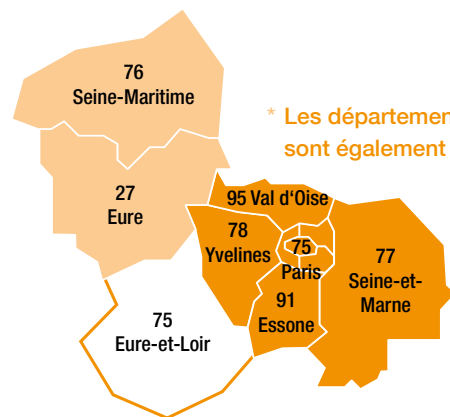 76
Seine-Maritime
* Les départemen
sont également
27
Eure
95 Val d'Oise
78
Yvelines
75
Paris
77
Seine-et-
Marne
91
Essone
75
Eure-et-Loir